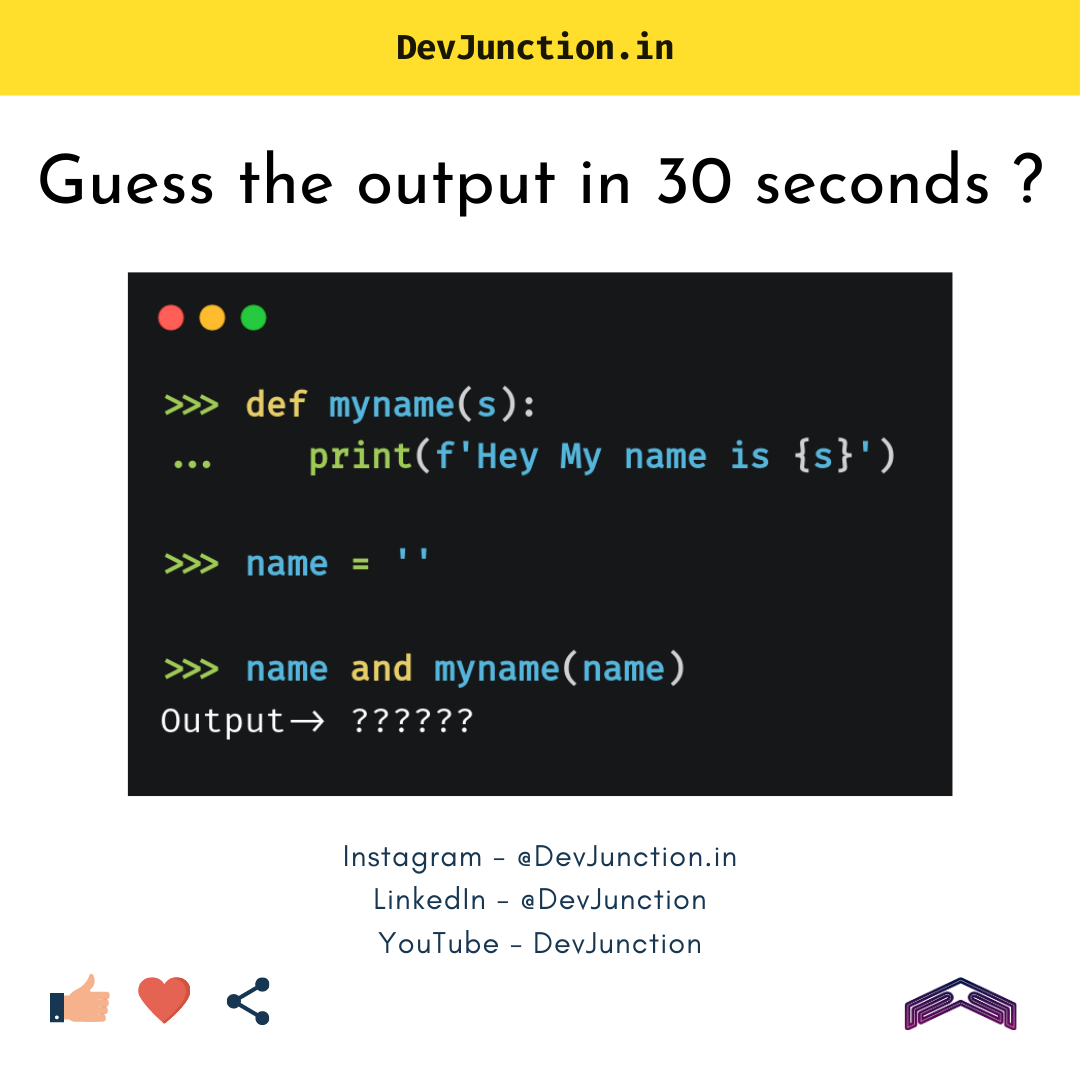 DevJunction.in
Guess the output in 30 seconds ?
>>> def myname(s):
...    print(f'Hey My name is {s}')
>>> name = ''
>>> name and myname(name)
Output-> ??????
Instagram - @DevJunction.in
LinkedIn - @DevJunction
YouTube - DevJunction